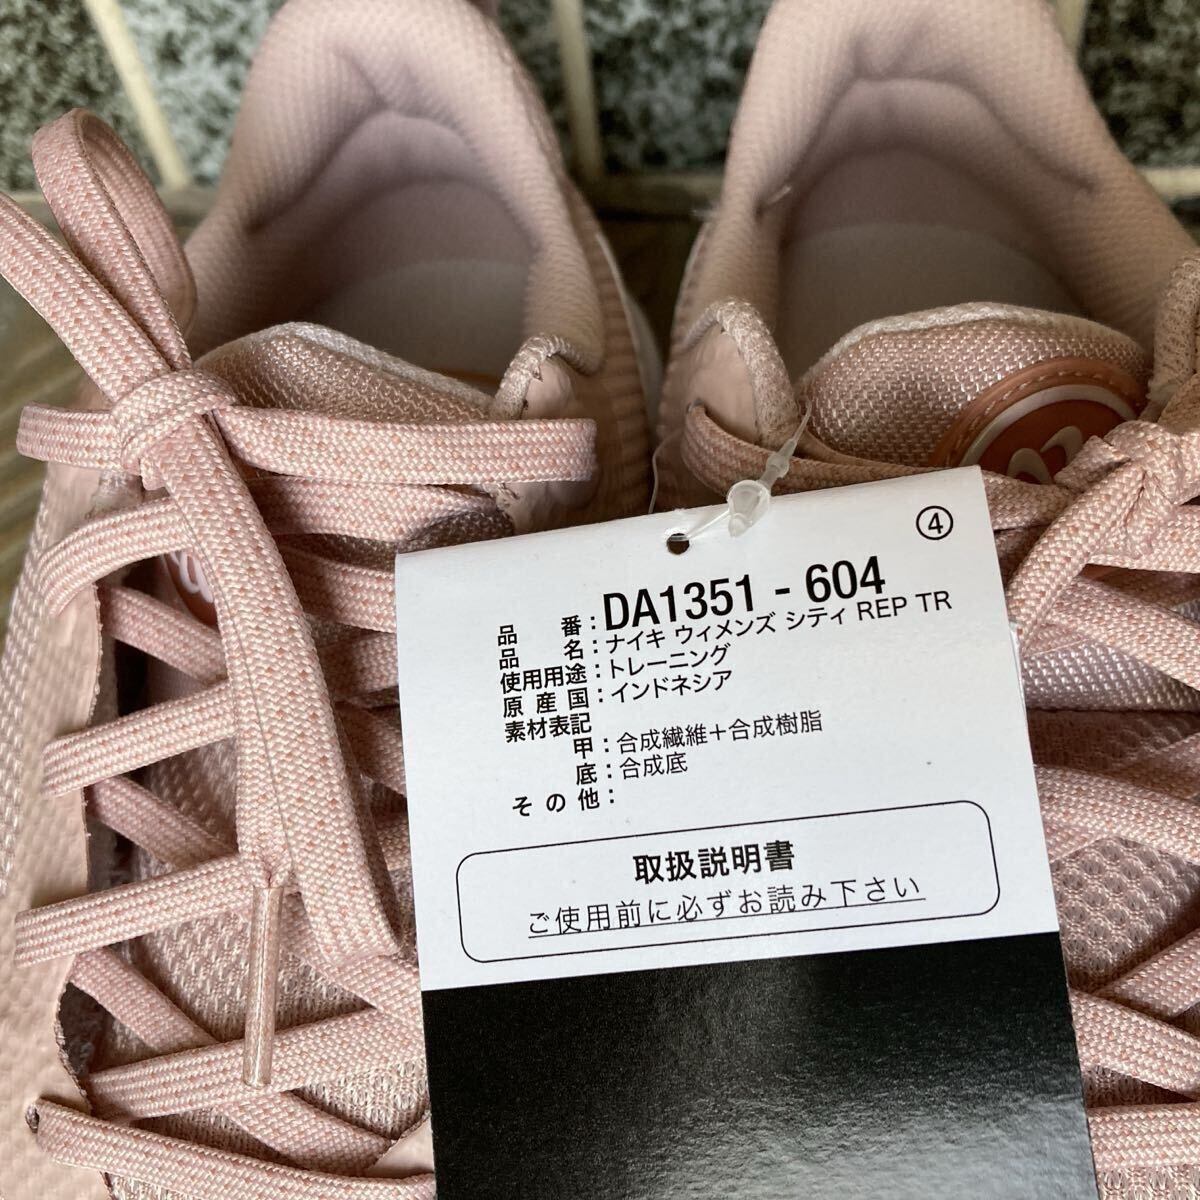 ④
品番：DA1351 - 604
品名：ナイキ ウィメンズ シティ REP TR
使用用途：トレーニング
原産国：インドネシア
素材表記
甲：合成繊維＋合成樹脂
底：合成底
その他：
取扱説明書
ご使用前に必ずお読み下さい